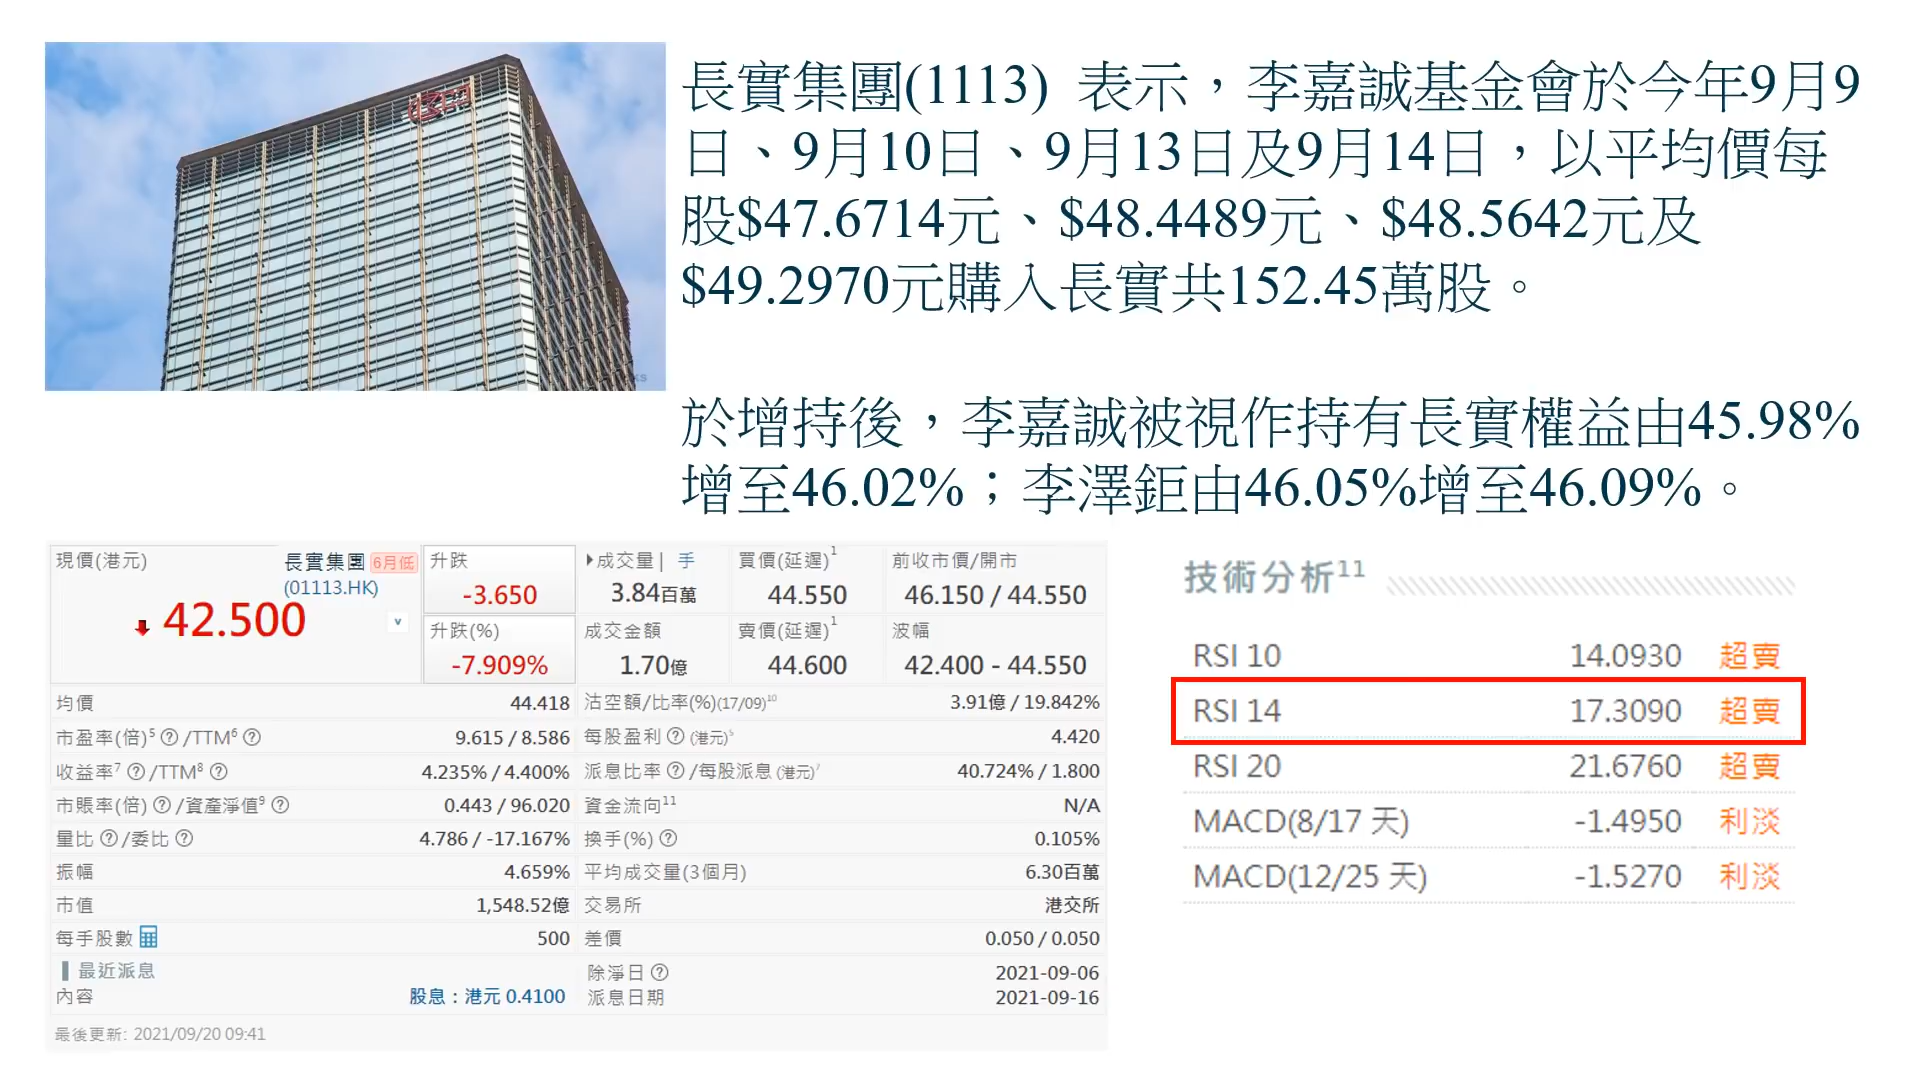 長實集團(1113) 表示，李嘉誠基金會於今年9月9
日、9月10日、9月13日及9月14日，以平均價每
股$47.6714元、$48.4489元、$48.5642元及
$49.2970元購入長實共152.45萬股。
於增持後，李嘉誠被視作持有長實權益由45.98%
增至46.02%；李澤鉅由46.05%增至46.09%。
現價(港元) 長實集團 6月低
(01113.HK)
42.500
升跌
-3.650
升跌(%)
-7.909%
成交量| 手
3.84百萬
買價(延遲)1
44.550
前收市價/開市
46.150 / 44.550
成交金額
1.70億
賣價(延遲)1
44.600
波幅
42.400 - 44.550
均價 44.418 沽空額/比率(%)(17/09)10 3.91億 / 19.842%
市盈率(倍)5 ? /TTM6 ? 9.615 / 8.586 每股盈利 ? (港元)5 4.420
收益率7 ? /TTM8 ? 4.235% / 4.400% 派息比率 ? /每股派息 (港元)7 40.724% / 1.800
市賬率(倍) ? /資產淨值9 ? 0.443 / 96.020 資金流向11 N/A
量比 ? /委比 ? 4.786 / -17.167% 換手(%) ? 0.105%
振幅 4.659% 平均成交量(3個月) 6.30百萬
市值 1,548.52億 交易所 港交所
每手股數 500 差價 0.050 / 0.050
最近派息 除淨日 ? 2021-09-06
內容 股息：港元 0.4100 派息日期 2021-09-16
最後更新: 2021/09/20 09:41
技術分析11
RSI 10 14.0930 超賣
RSI 14 17.3090 超賣
RSI 20 21.6760 超賣
MACD(8/17 天) -1.4950 利淡
MACD(12/25 天) -1.5270 利淡